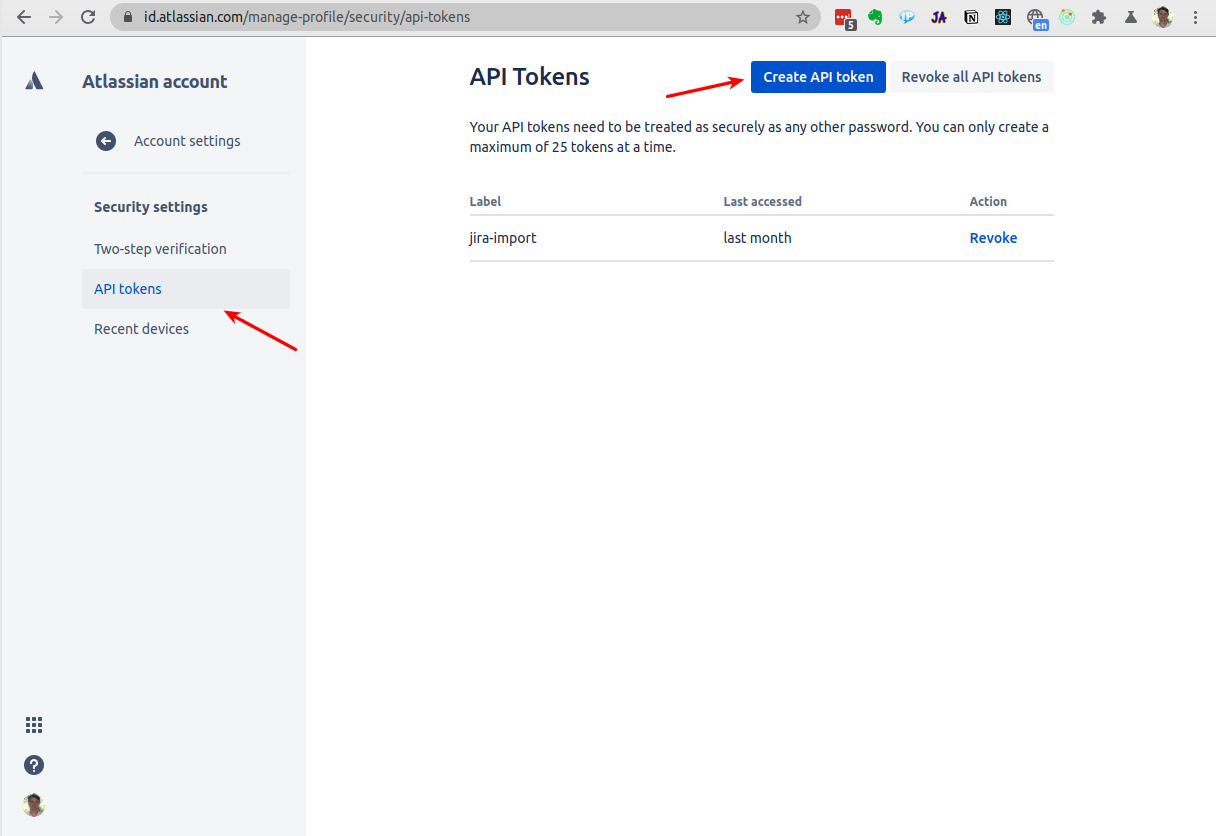 id.atlassian.com/manage-profile/security/api-tokens
5
JA
en
Atlassian account
Account settings
Security settings
Two-step verification
API tokens
Recent devices
API Tokens
Create API token
Revoke all API tokens
Your API tokens need to be treated as securely as any other password. You can only create a
maximum of 25 tokens at a time.
Label Last accessed Action
jira-import last month Revoke
?